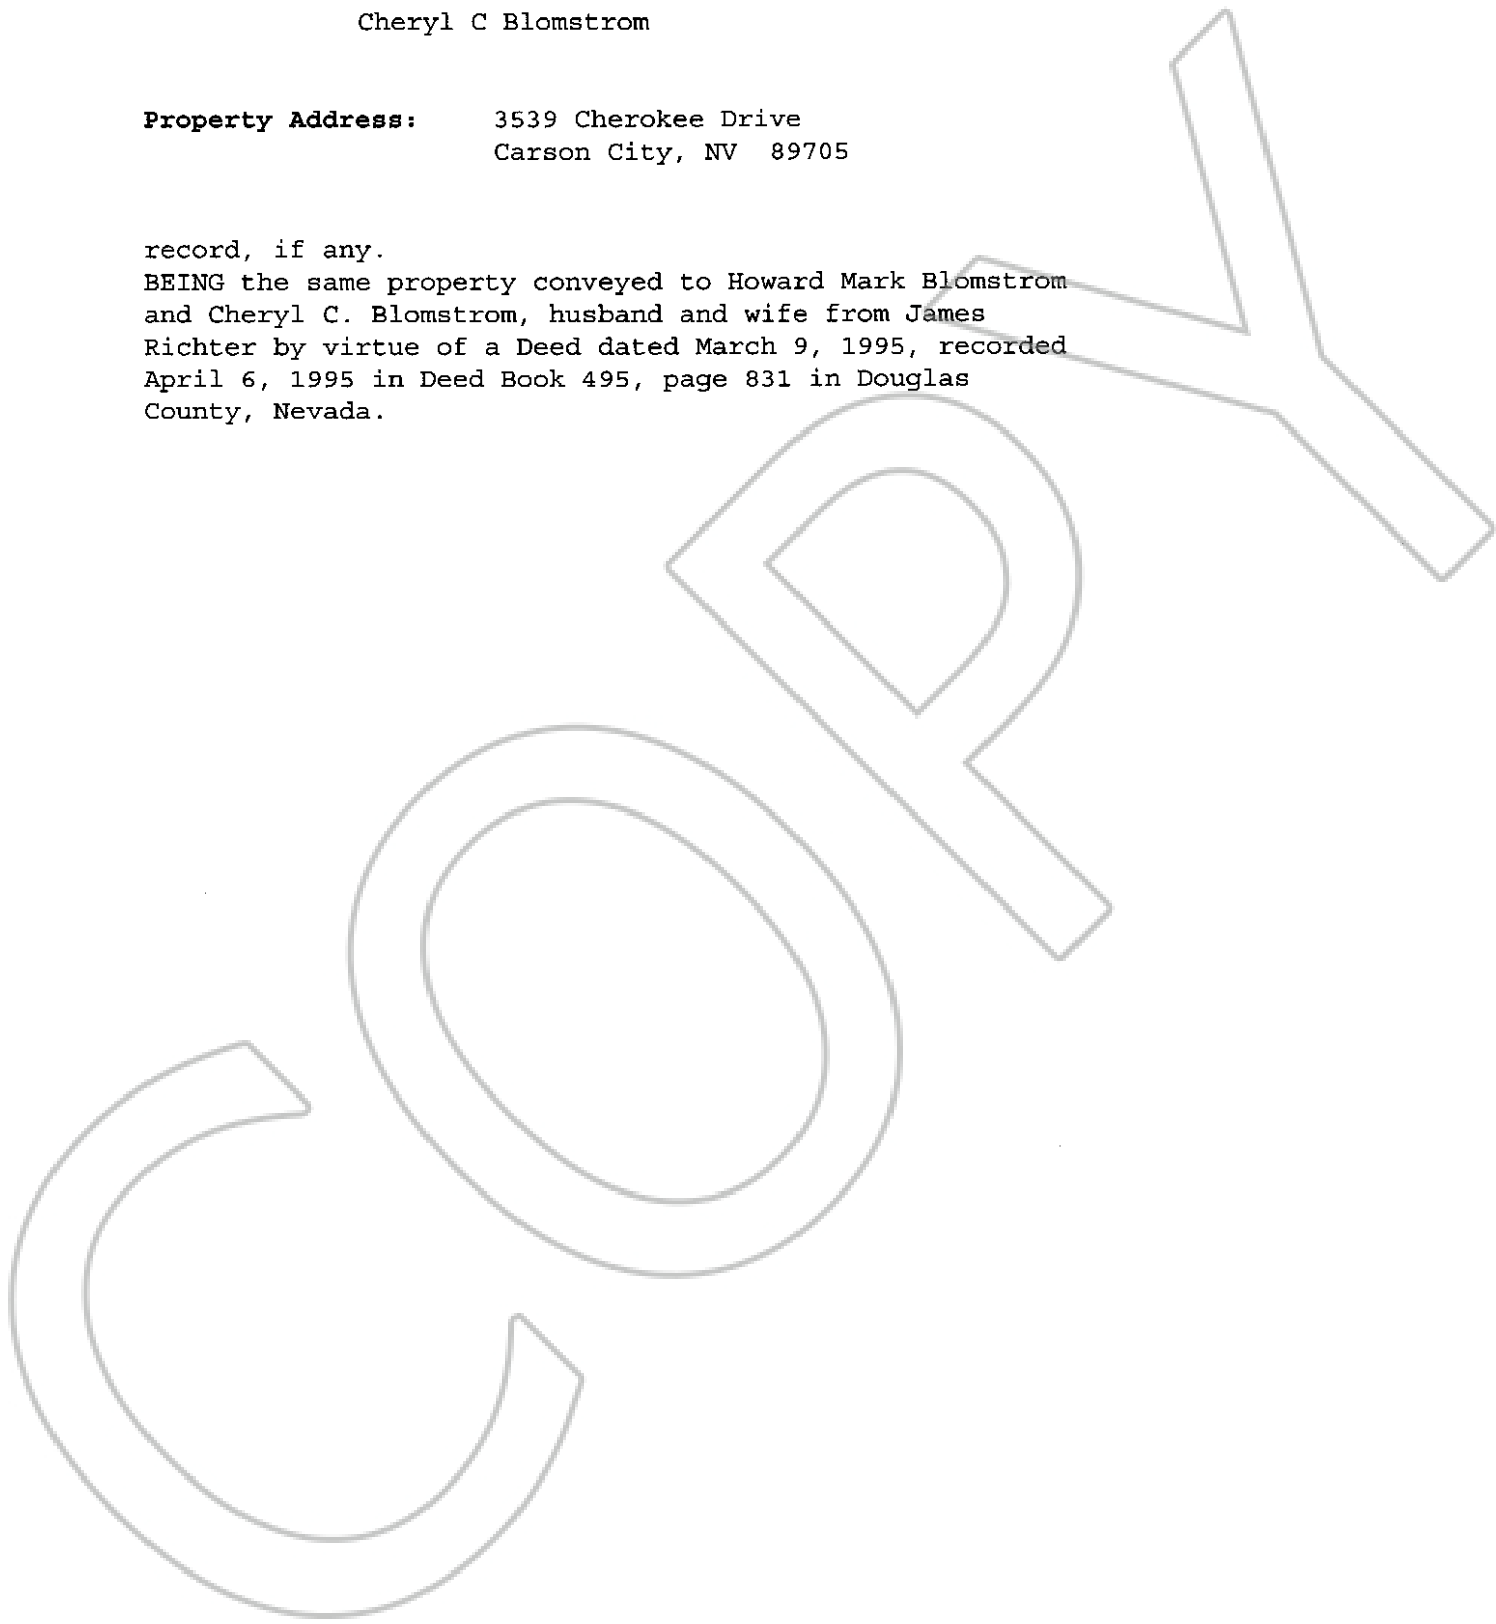 Cheryl C Blomstrom
Property Address: 3539 Cherokee Drive
Carson City, NV 89705
record, if any.
BEING the same property conveyed to Howard Mark Blomstrom
and Cheryl C. Blomstrom, husband and wife from James
Richter by virtue of a Deed dated March 9, 1995, recorded
April 6, 1995 in Deed Book 495, page 831 in Douglas
County, Nevada.
COPY